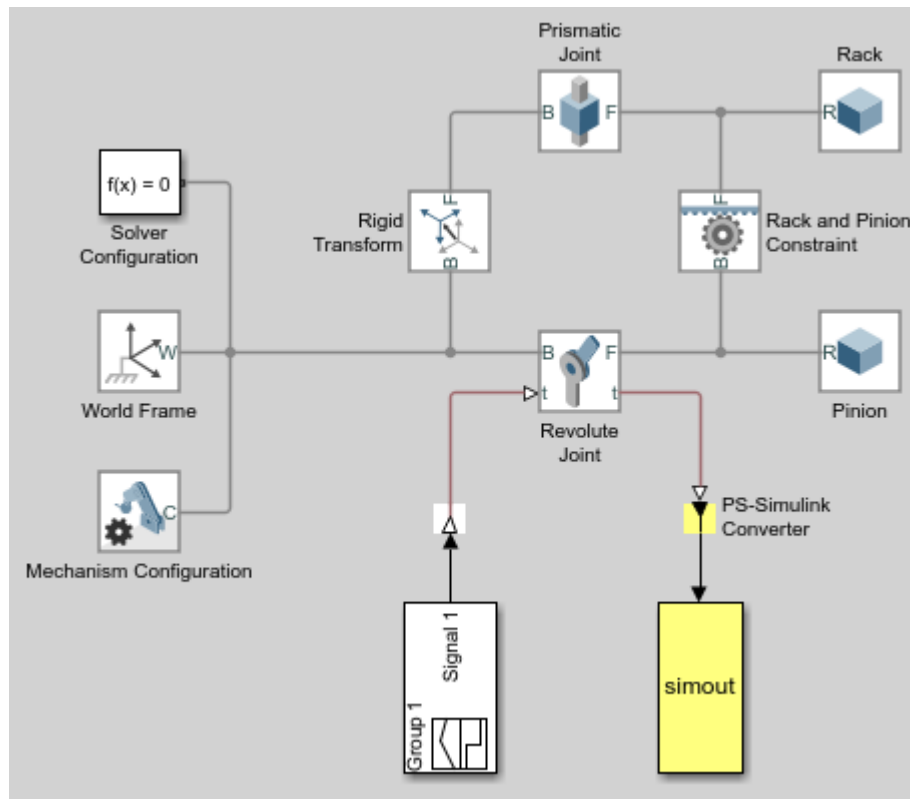 Prismatic
Joint
Rack
B
F
R
f(x) = 0
Solver
Configuration
Rigid
Transform
F
B
F
B
Rack and Pinion
Constraint
W
World Frame
B
F
t
t
Revolute
Joint
R
Pinion
C
Mechanism Configuration
PS-Simulink
Converter
Signal 1
Group 1
simout